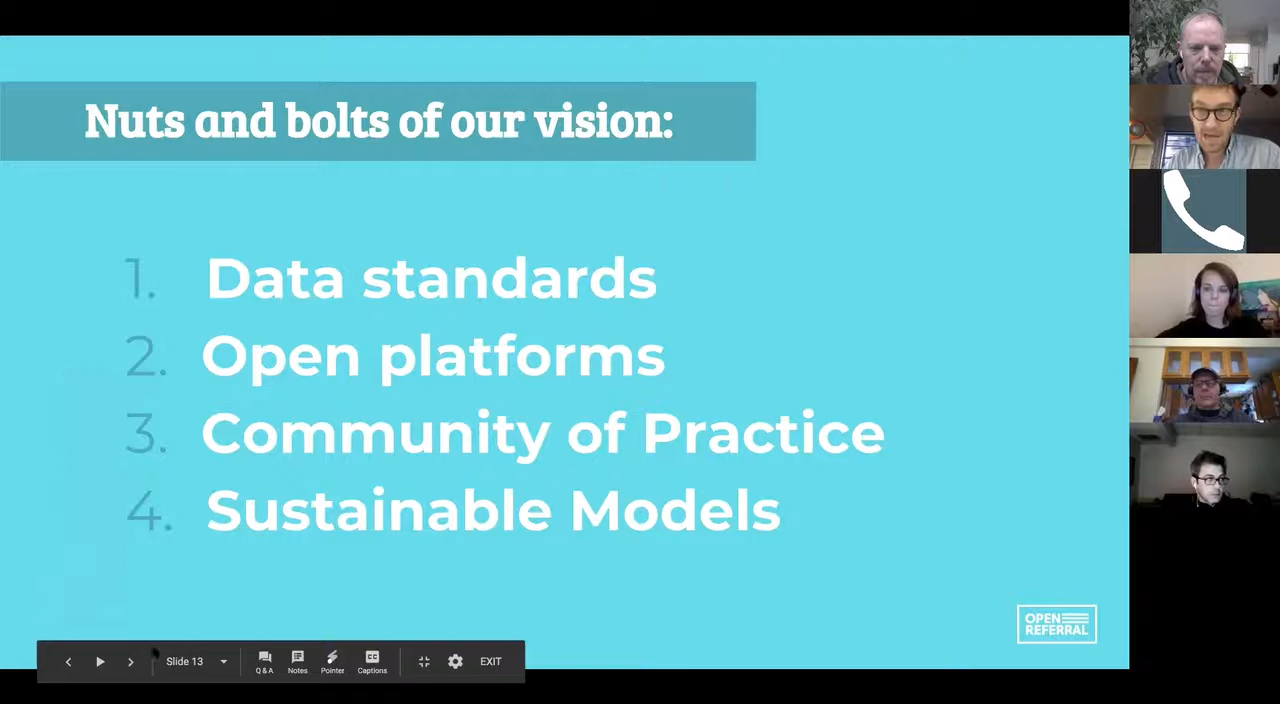 Nuts and bolts of our vision:
1. Data standards
2. Open platforms
3. Community of Practice
4. Sustainable Models
OPEN
REFERRAL
Slide 13
Q & A
Notes
Pointer
CC
Captions
EXIT